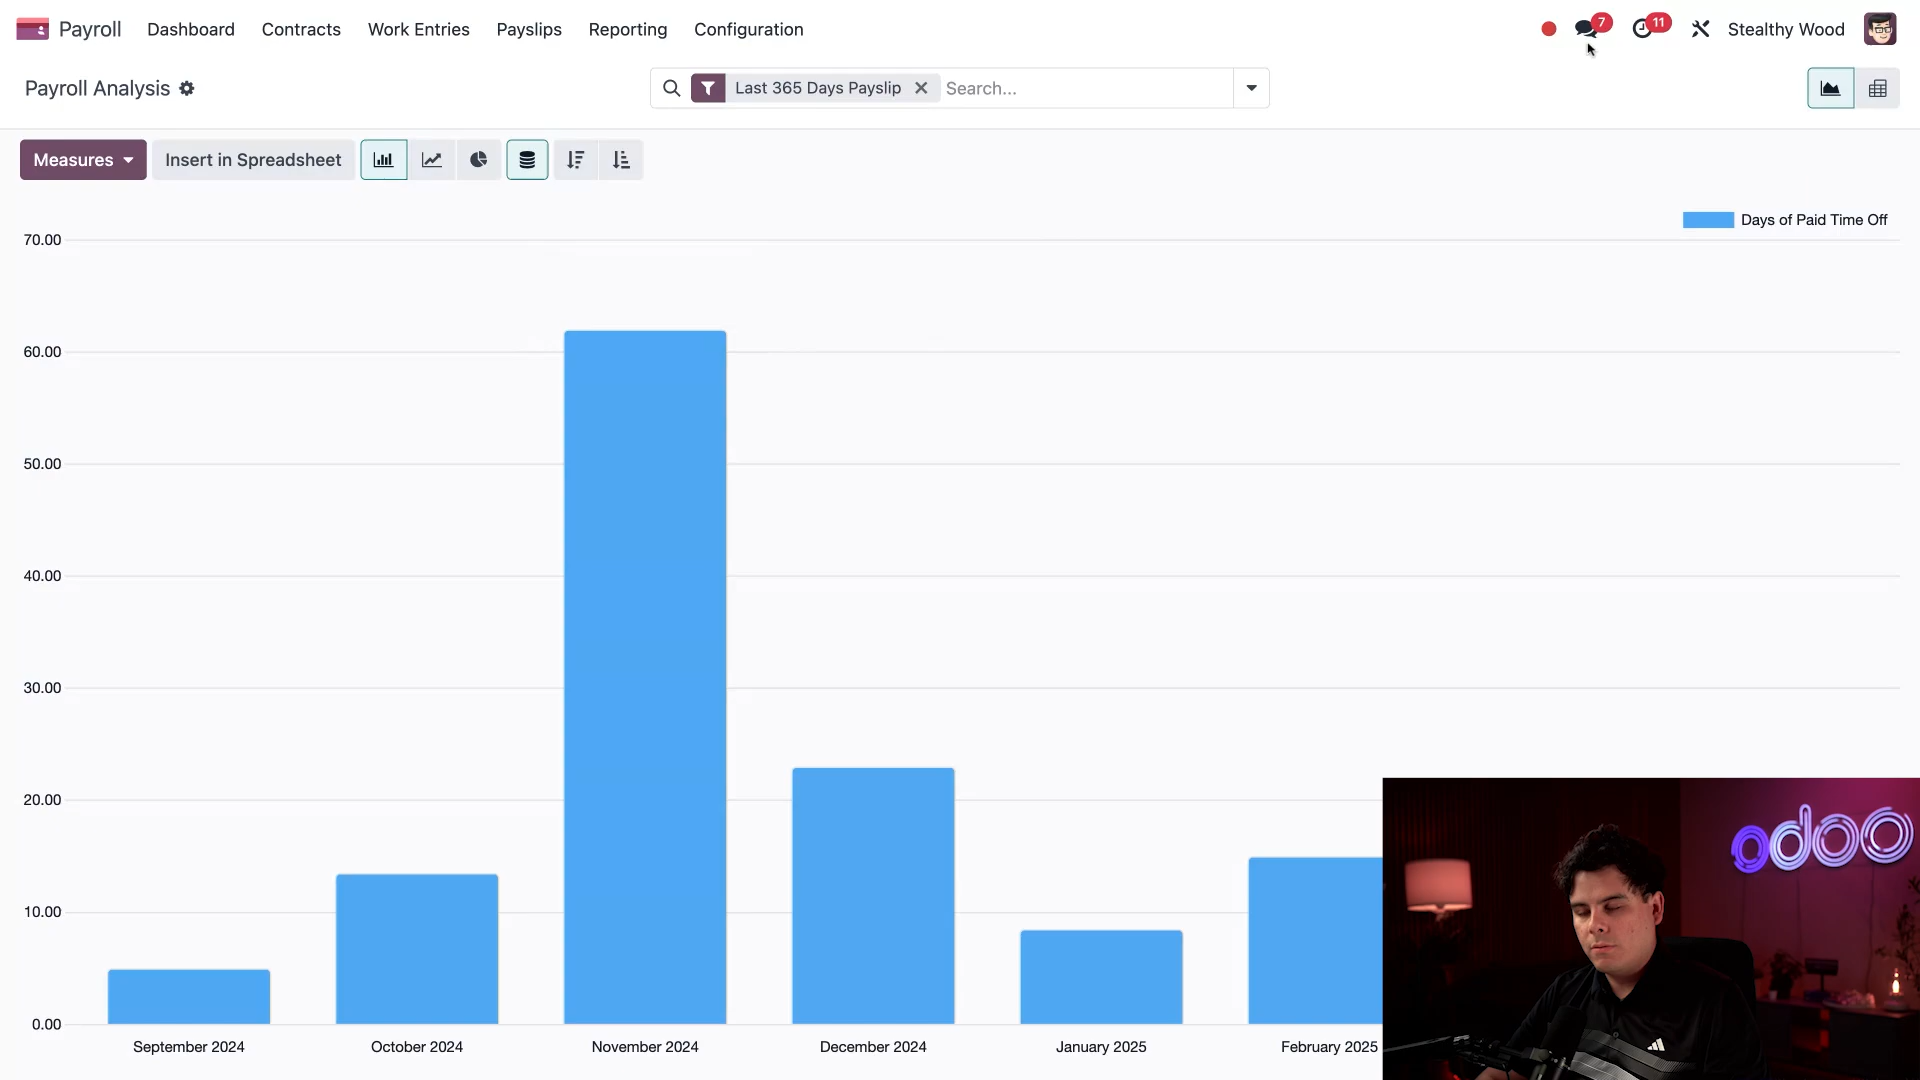 Payroll Dashboard Contracts Work Entries Payslips Reporting Configuration 7 11 Stealthy Wood
Payroll Analysis Last 365 Days Payslip Search...
Measures Insert in Spreadsheet
Days of Paid Time Off
70.00
60.00
50.00
40.00
30.00
20.00
10.00
0.00
September 2024 October 2024 November 2024 December 2024 January 2025 February 2025
odoo